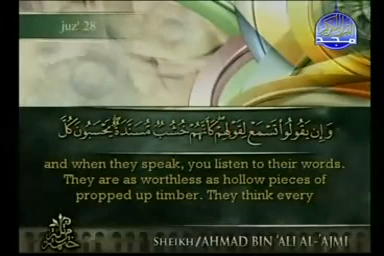 juz' 28
وَإِن يَقُولُوا۟ تَسْمَعْ لِقَوْلِهِمْ كَأَنَّهُمْ خُشُبٌ مُّسَنَّدَةٌ يَحْسَبُونَ كُلَّ
and when they speak, you listen to their words.
They are as worthless as hollow pieces of
propped up timber. They think every
SHEIKH/AHMAD BIN 'ALI AL-'AJMI